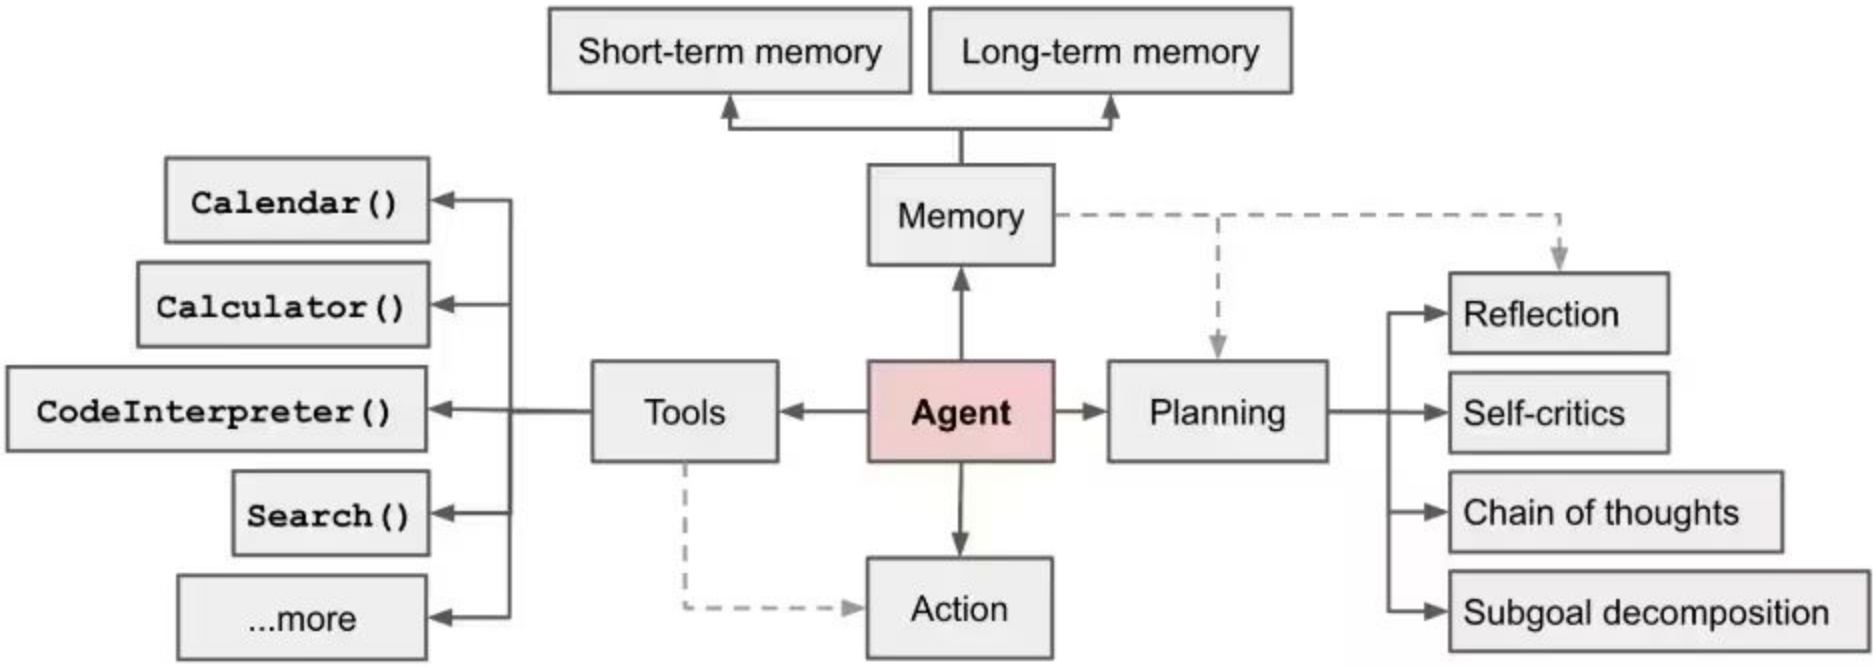 Short-term memory
Long-term memory
Calendar()
Memory
Calculator()
Reflection
CodeInterpreter()
Tools
Agent
Planning
Self-critics
Search()
Chain of thoughts
...more
Action
Subgoal decomposition